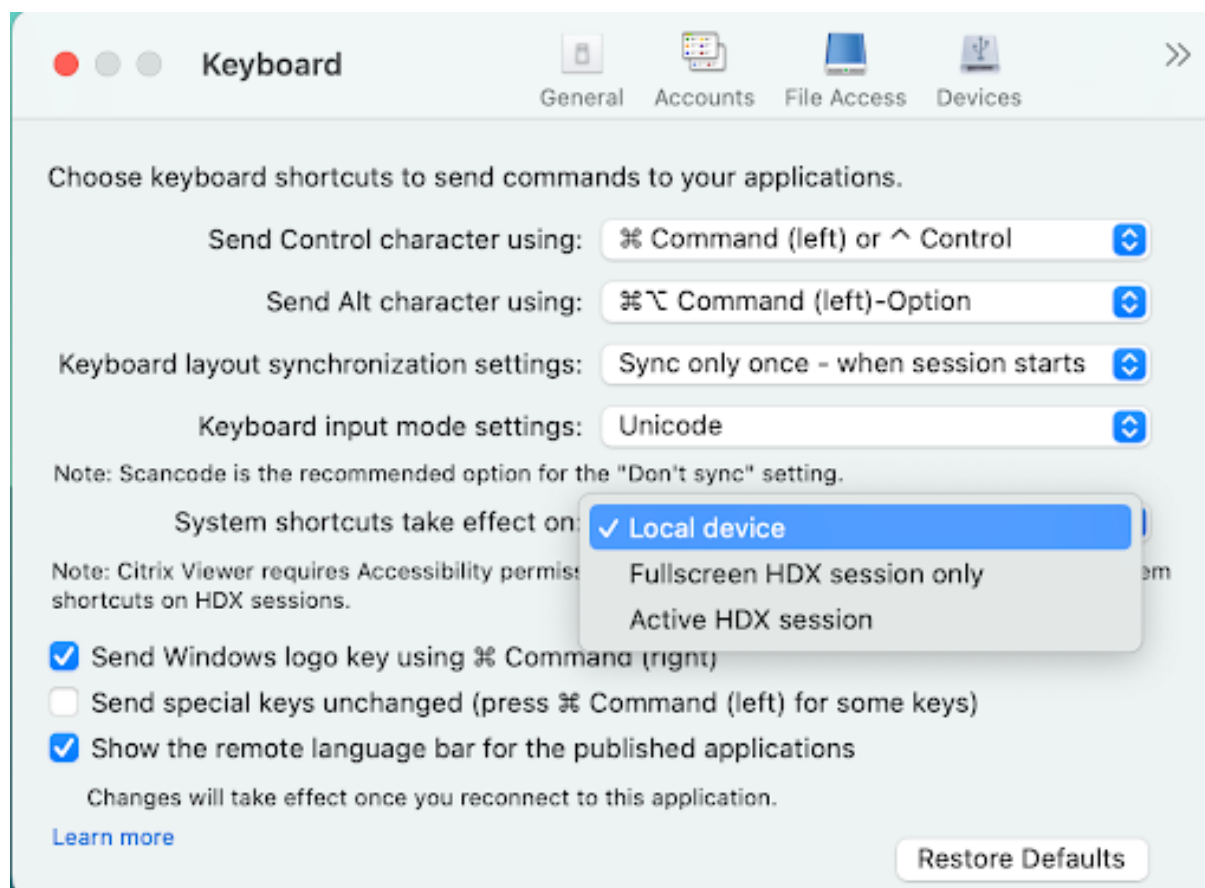 Keyboard
General Accounts File Access Devices
Choose keyboard shortcuts to send commands to your applications.
Send Control character using: ⌘ Command (left) or ^ Control
Send Alt character using: ⌘⌥ Command (left)-Option
Keyboard layout synchronization settings: Sync only once - when session starts
Keyboard input mode settings: Unicode
Note: Scancode is the recommended option for the "Don't sync" setting.
System shortcuts take effect on: ✓ Local device
Fullscreen HDX session only
Active HDX session
Note: Citrix Viewer requires Accessibility
shortcuts on HDX sessions.
Send Windows logo key using ⌘ Command (right)
Send special keys unchanged (press ⌘ Command (left) for some keys)
Show the remote language bar for the published applications
Changes will take effect once you reconnect to this application.
Learn more
Restore Defaults